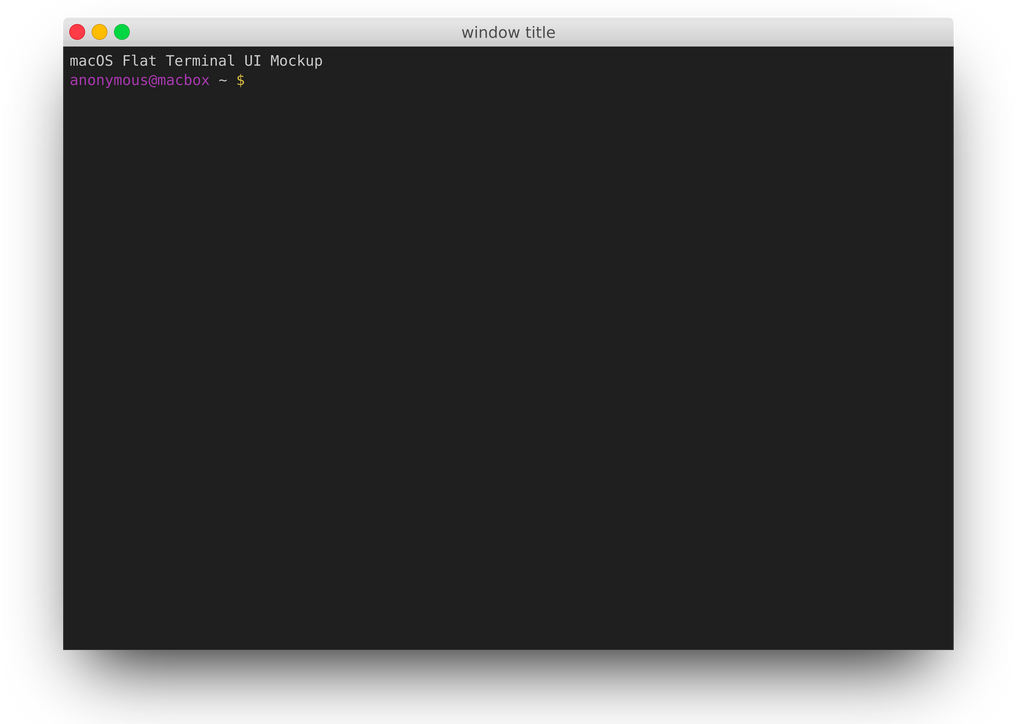 window title
macOS Flat Terminal UI Mockup
anonymous@macbox ~ $